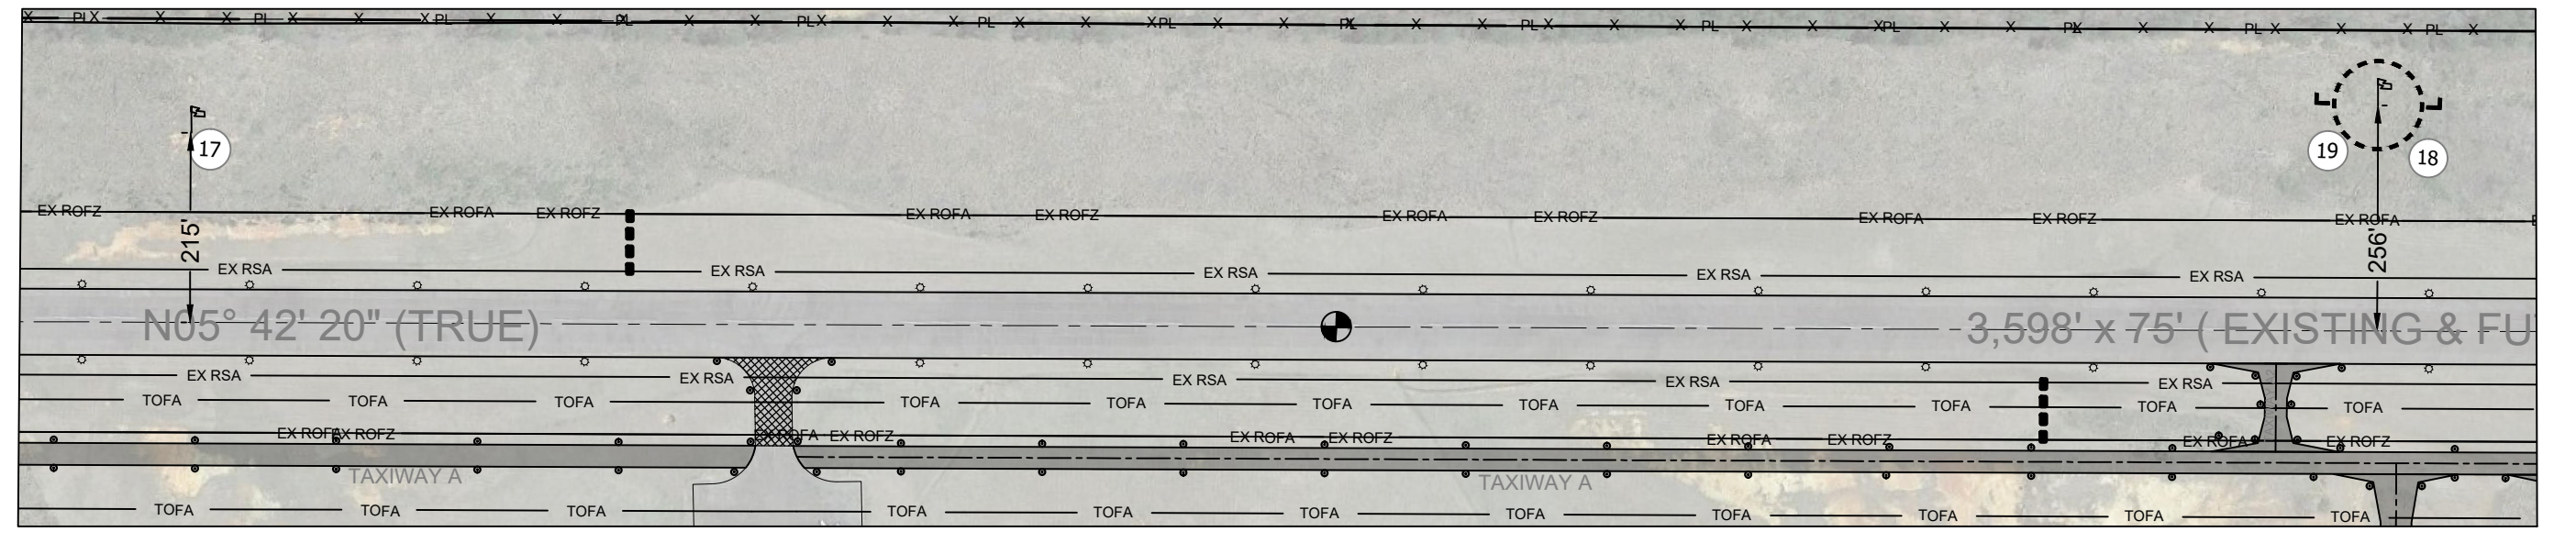 X PL X X X PL X X X PL X X PL X X PL X X X PL X X X PL X X PL X X PL X X X PL X X X PL X X PL X X PL X X PL X
17
19
18
EX ROFZ EX ROFA EX ROFZ EX ROFA EX ROFZ EX ROFA EX ROFZ EX ROFA EX ROFZ EX ROFA
215'
256'
EX RSA EX RSA EX RSA EX RSA EX RSA
N05° 42' 20" (TRUE)
3,598' x 75' ( EXISTING & FU
EX RSA EX RSA EX RSA EX RSA EX RSA
TOFA TOFA TOFA TOFA TOFA TOFA TOFA TOFA TOFA TOFA TOFA
EX ROFA EX ROFZ EX ROFA EX ROFZ EX ROFA EX ROFZ EX ROFA EX ROFZ EX ROFA EX ROFZ
TAXIWAY A
TAXIWAY A
TOFA TOFA TOFA TOFA TOFA TOFA TOFA TOFA TOFA TOFA TOFA